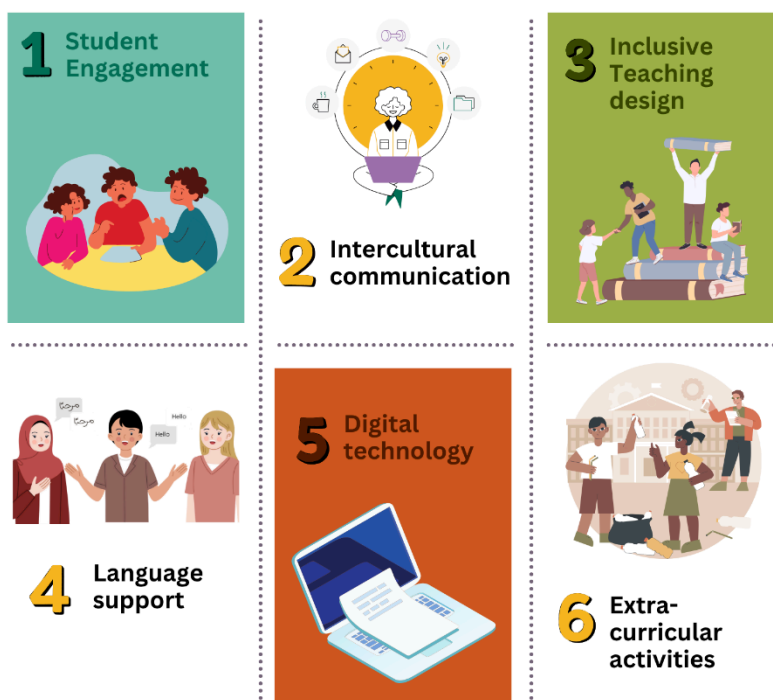 1 Student
Engagement
2 Intercultural
communication
3 Inclusive
Teaching
design
Hello
Hello
4 Language
support
5 Digital
technology
6 Extra-
curricular
activities